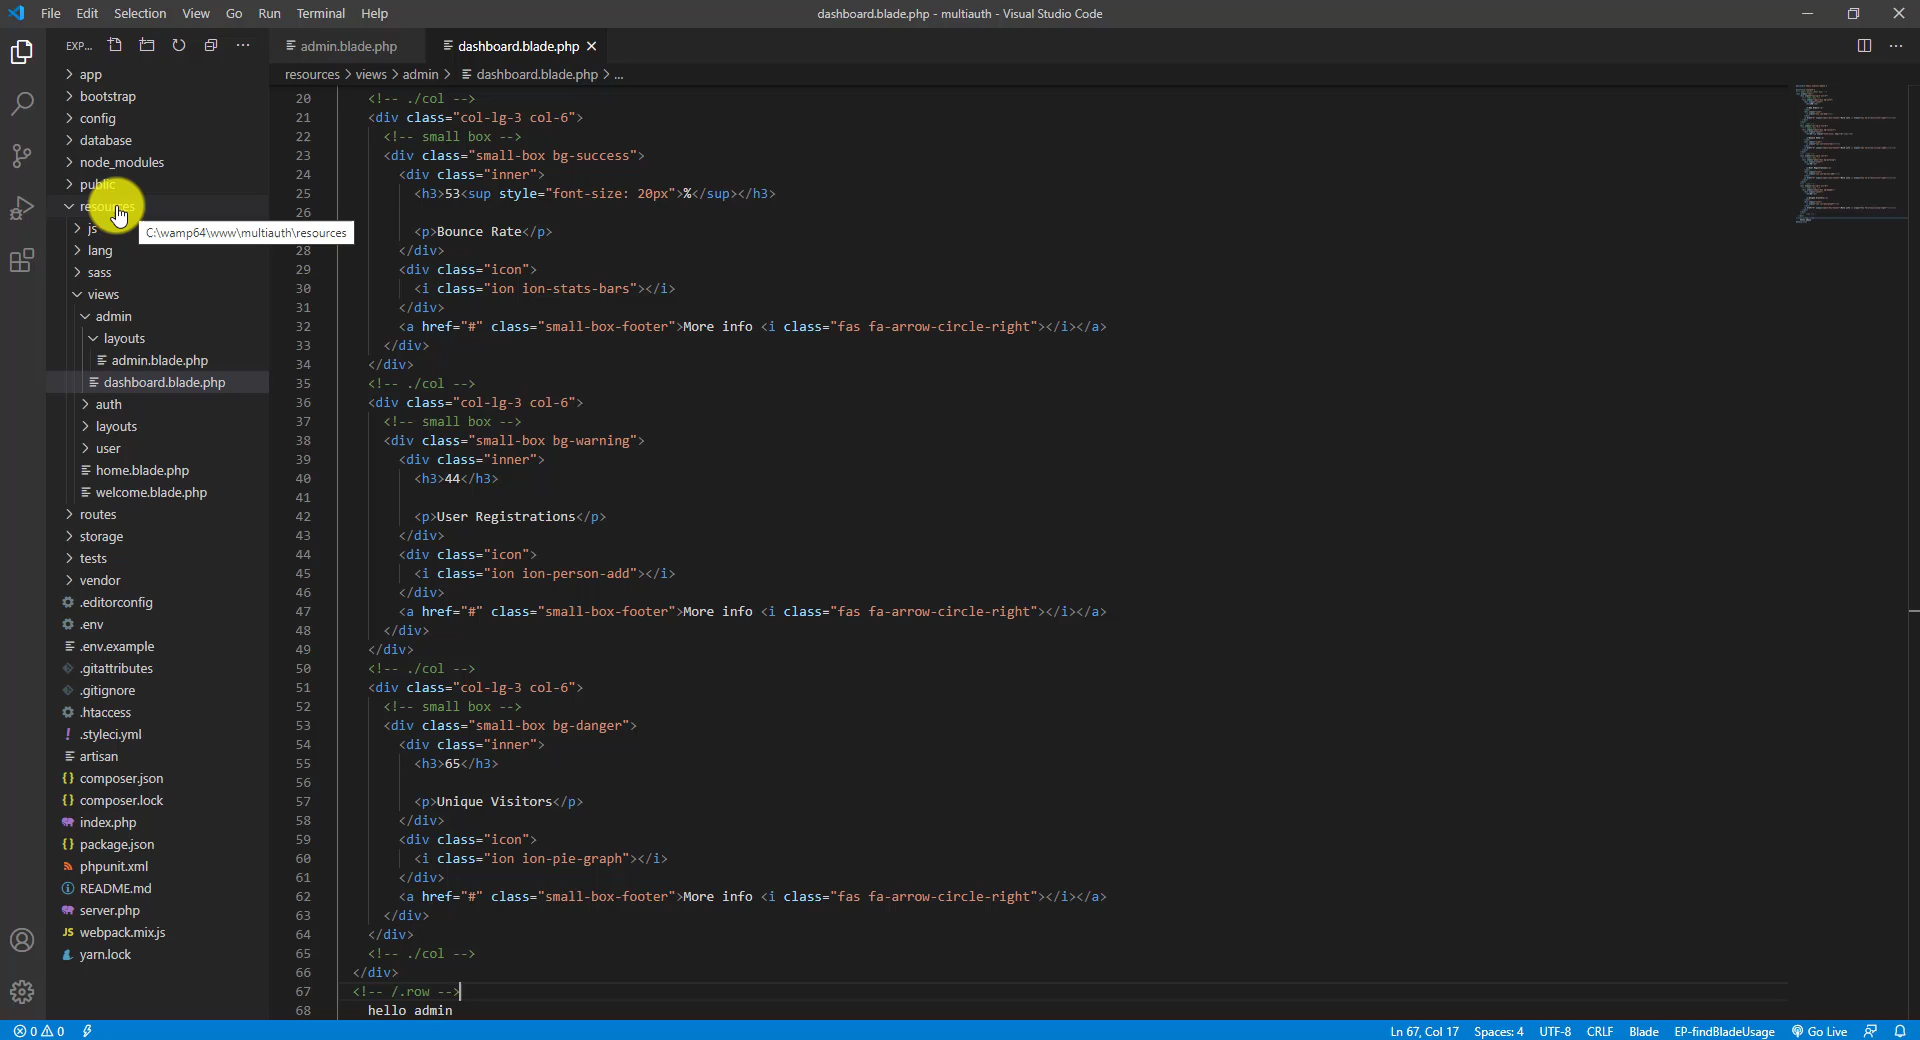 File Edit Selection View Go Run Terminal Help
dashboard.blade.php - multiauth - Visual Studio Code
EXP...
admin.blade.php
dashboard.blade.php
resources > views > admin > dashboard.blade.php > ...
app
bootstrap
config
database
node_modules
public
resources
C:\wamp64\www\multiauth\resources
js
lang
sass
views
admin
layouts
admin.blade.php
dashboard.blade.php
auth
layouts
user
home.blade.php
welcome.blade.php
routes
storage
tests
vendor
.editorconfig
.env
.env.example
.gitattributes
.gitignore
.htaccess
! .styleci.yml
artisan
{} composer.json
{} composer.lock
index.php
{} package.json
phpunit.xml
README.md
server.php
JS webpack.mix.js
yarn.lock
20 <!-- ./col -->
21 <div class="col-lg-3 col-6">
22 <!-- small box -->
23 <div class="small-box bg-success">
24 <div class="inner">
25 <h3>53<sup style="font-size: 20px">%</sup></h3>
26
<p>Bounce Rate</p>
28 </div>
29 <div class="icon">
30 <i class="ion ion-stats-bars"></i>
31 </div>
32 <a href="#" class="small-box-footer">More info <i class="fas fa-arrow-circle-right"></i></a>
33 </div>
34 </div>
35 <!-- ./col -->
36 <div class="col-lg-3 col-6">
37 <!-- small box -->
38 <div class="small-box bg-warning">
39 <div class="inner">
40 <h3>44</h3>
41
42 <p>User Registrations</p>
43 </div>
44 <div class="icon">
45 <i class="ion ion-person-add"></i>
46 </div>
47 <a href="#" class="small-box-footer">More info <i class="fas fa-arrow-circle-right"></i></a>
48 </div>
49 </div>
50 <!-- ./col -->
51 <div class="col-lg-3 col-6">
52 <!-- small box -->
53 <div class="small-box bg-danger">
54 <div class="inner">
55 <h3>65</h3>
56
57 <p>Unique Visitors</p>
58 </div>
59 <div class="icon">
60 <i class="ion ion-pie-graph"></i>
61 </div>
62 <a href="#" class="small-box-footer">More info <i class="fas fa-arrow-circle-right"></i></a>
63 </div>
64 </div>
65 <!-- ./col -->
66 </div>
67 <!-- /.row -->
68 hello admin
0 0
Ln 67, Col 17 Spaces: 4 UTF-8 CRLF Blade EP-findBladeUsage Go Live